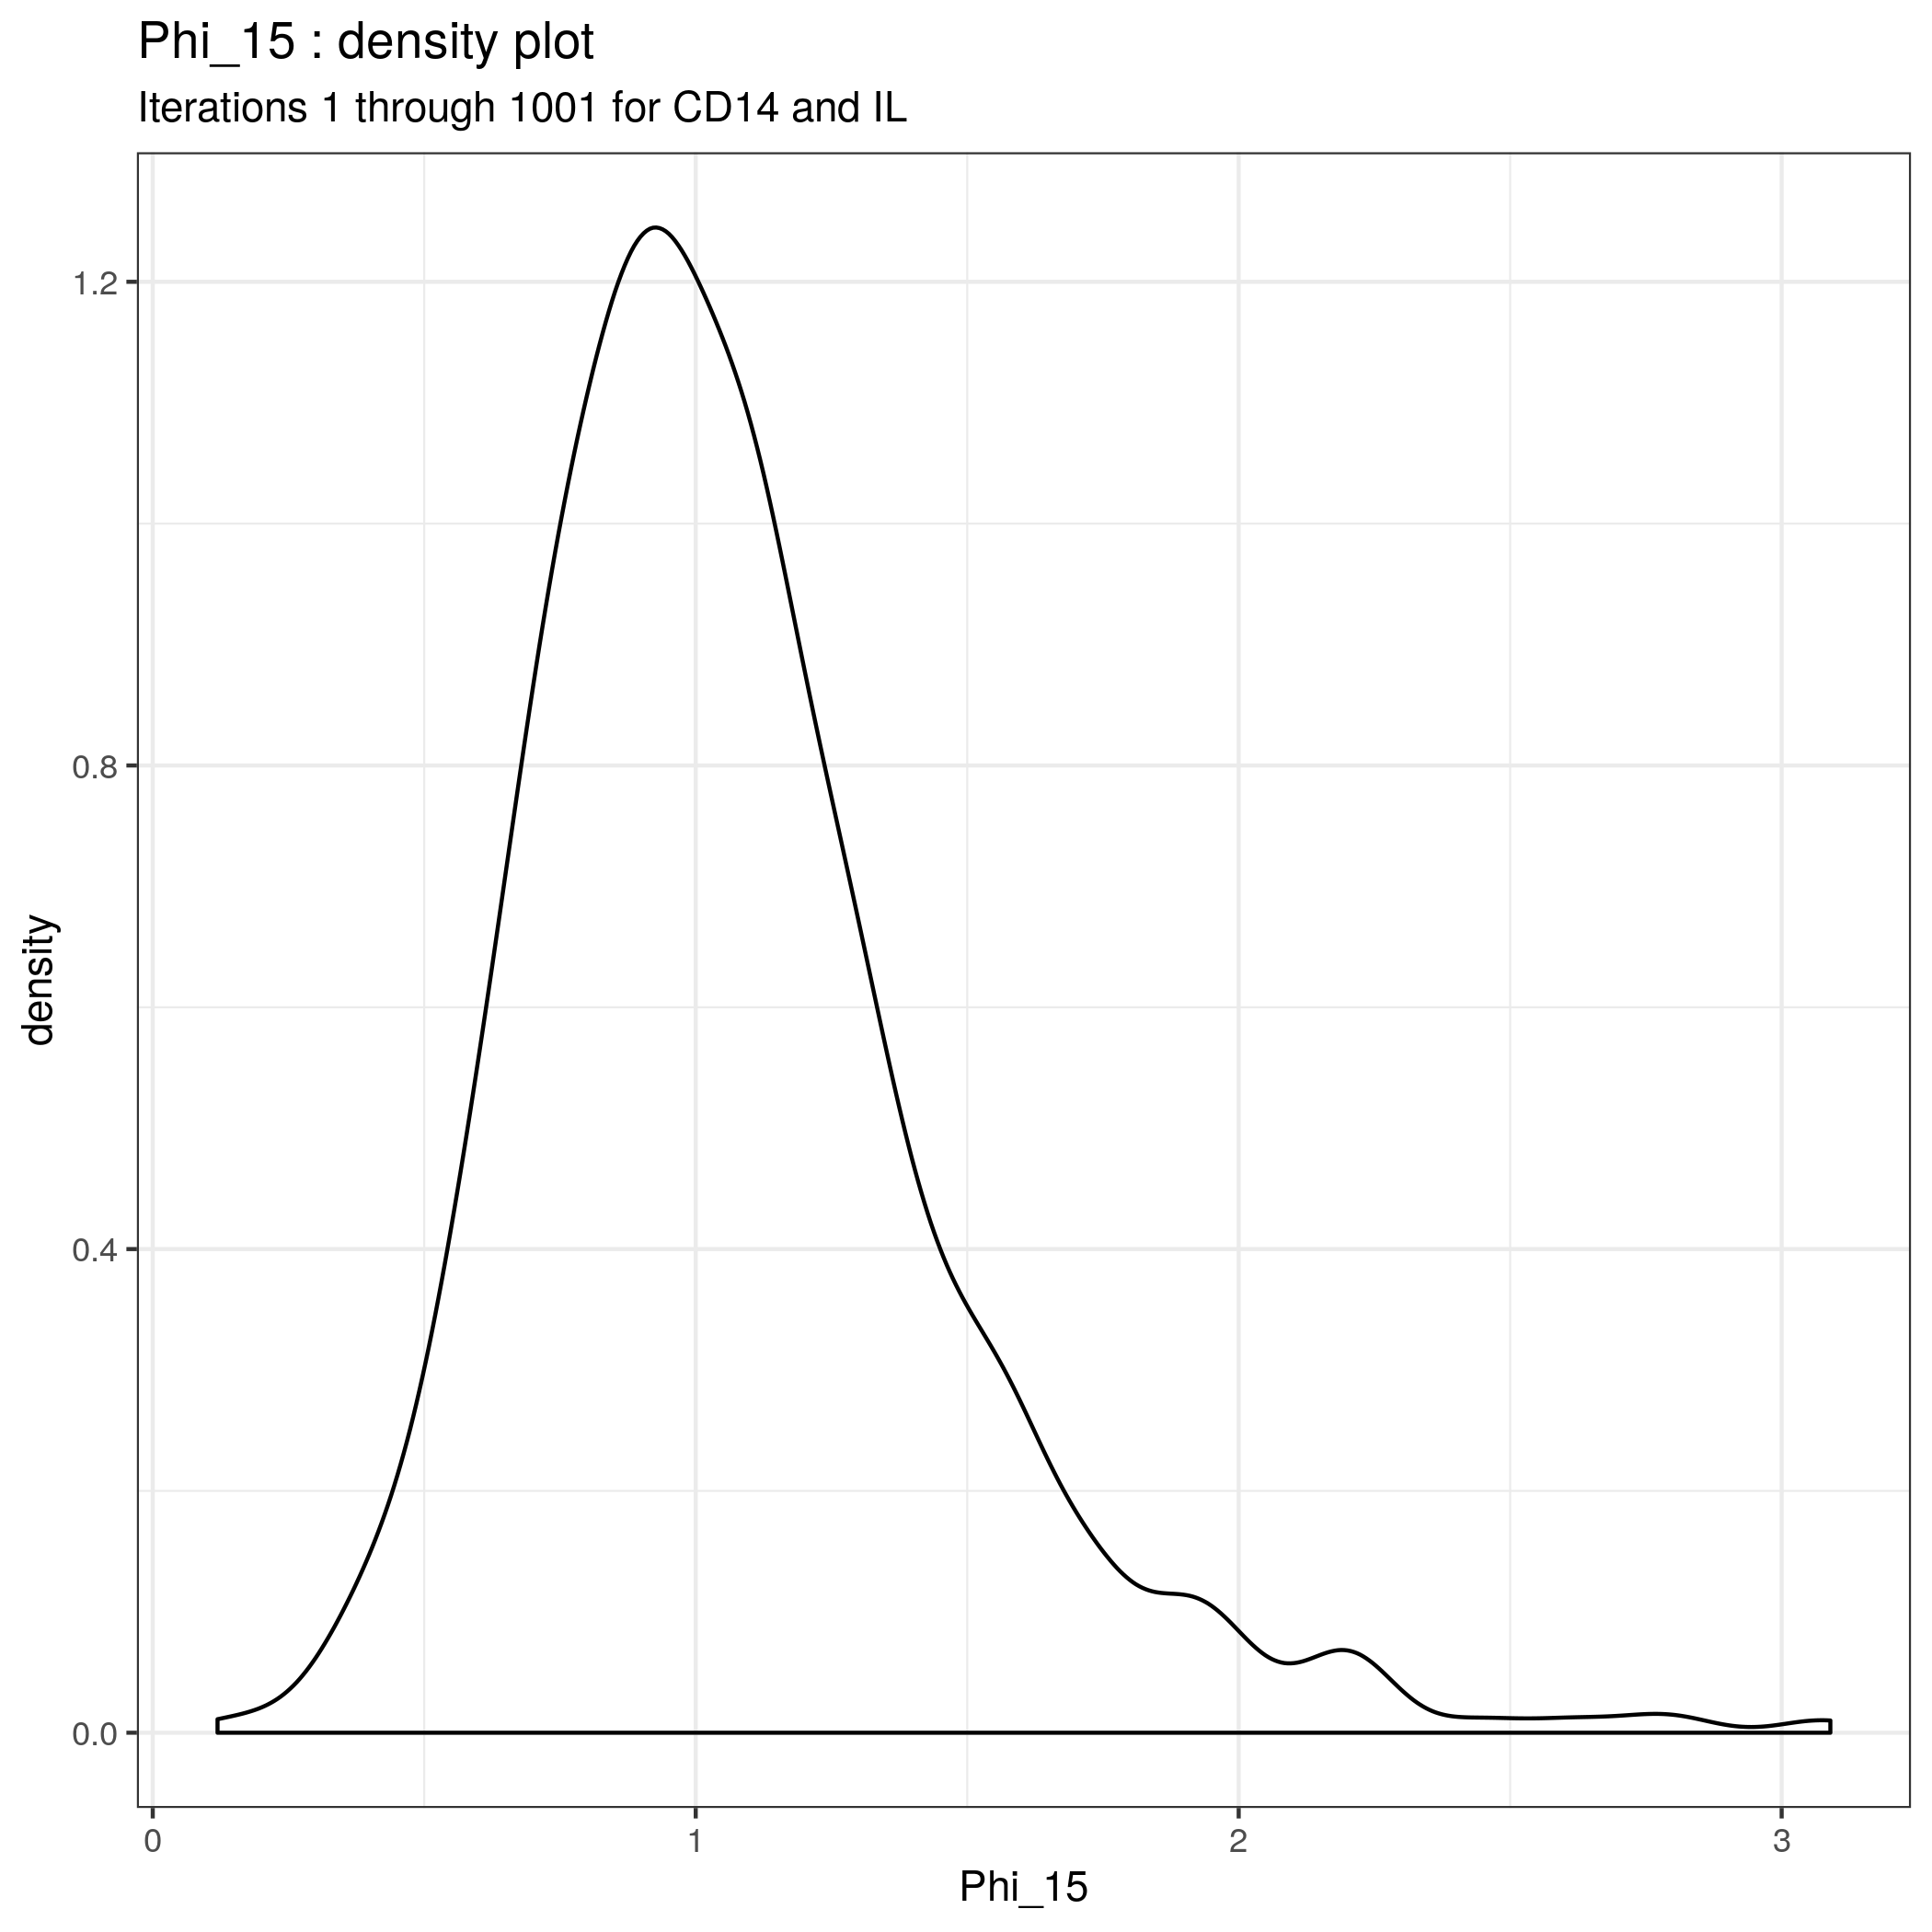 Phi_15 : density plot
Iterations 1 through 1001 for CD14 and IL
density
1.2
0.8
0.4
0.0
0 1 2 3
Phi_15